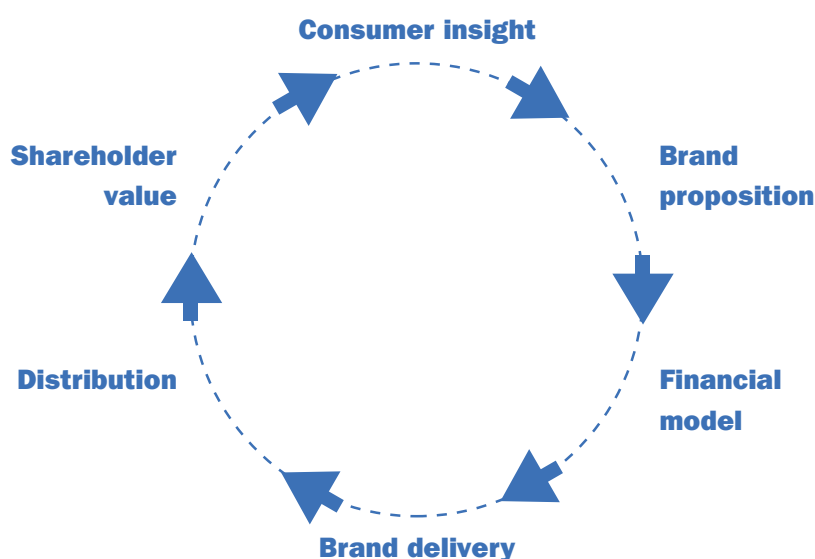 Consumer insight
Brand
proposition
Financial
model
Brand delivery
Distribution
Shareholder
value